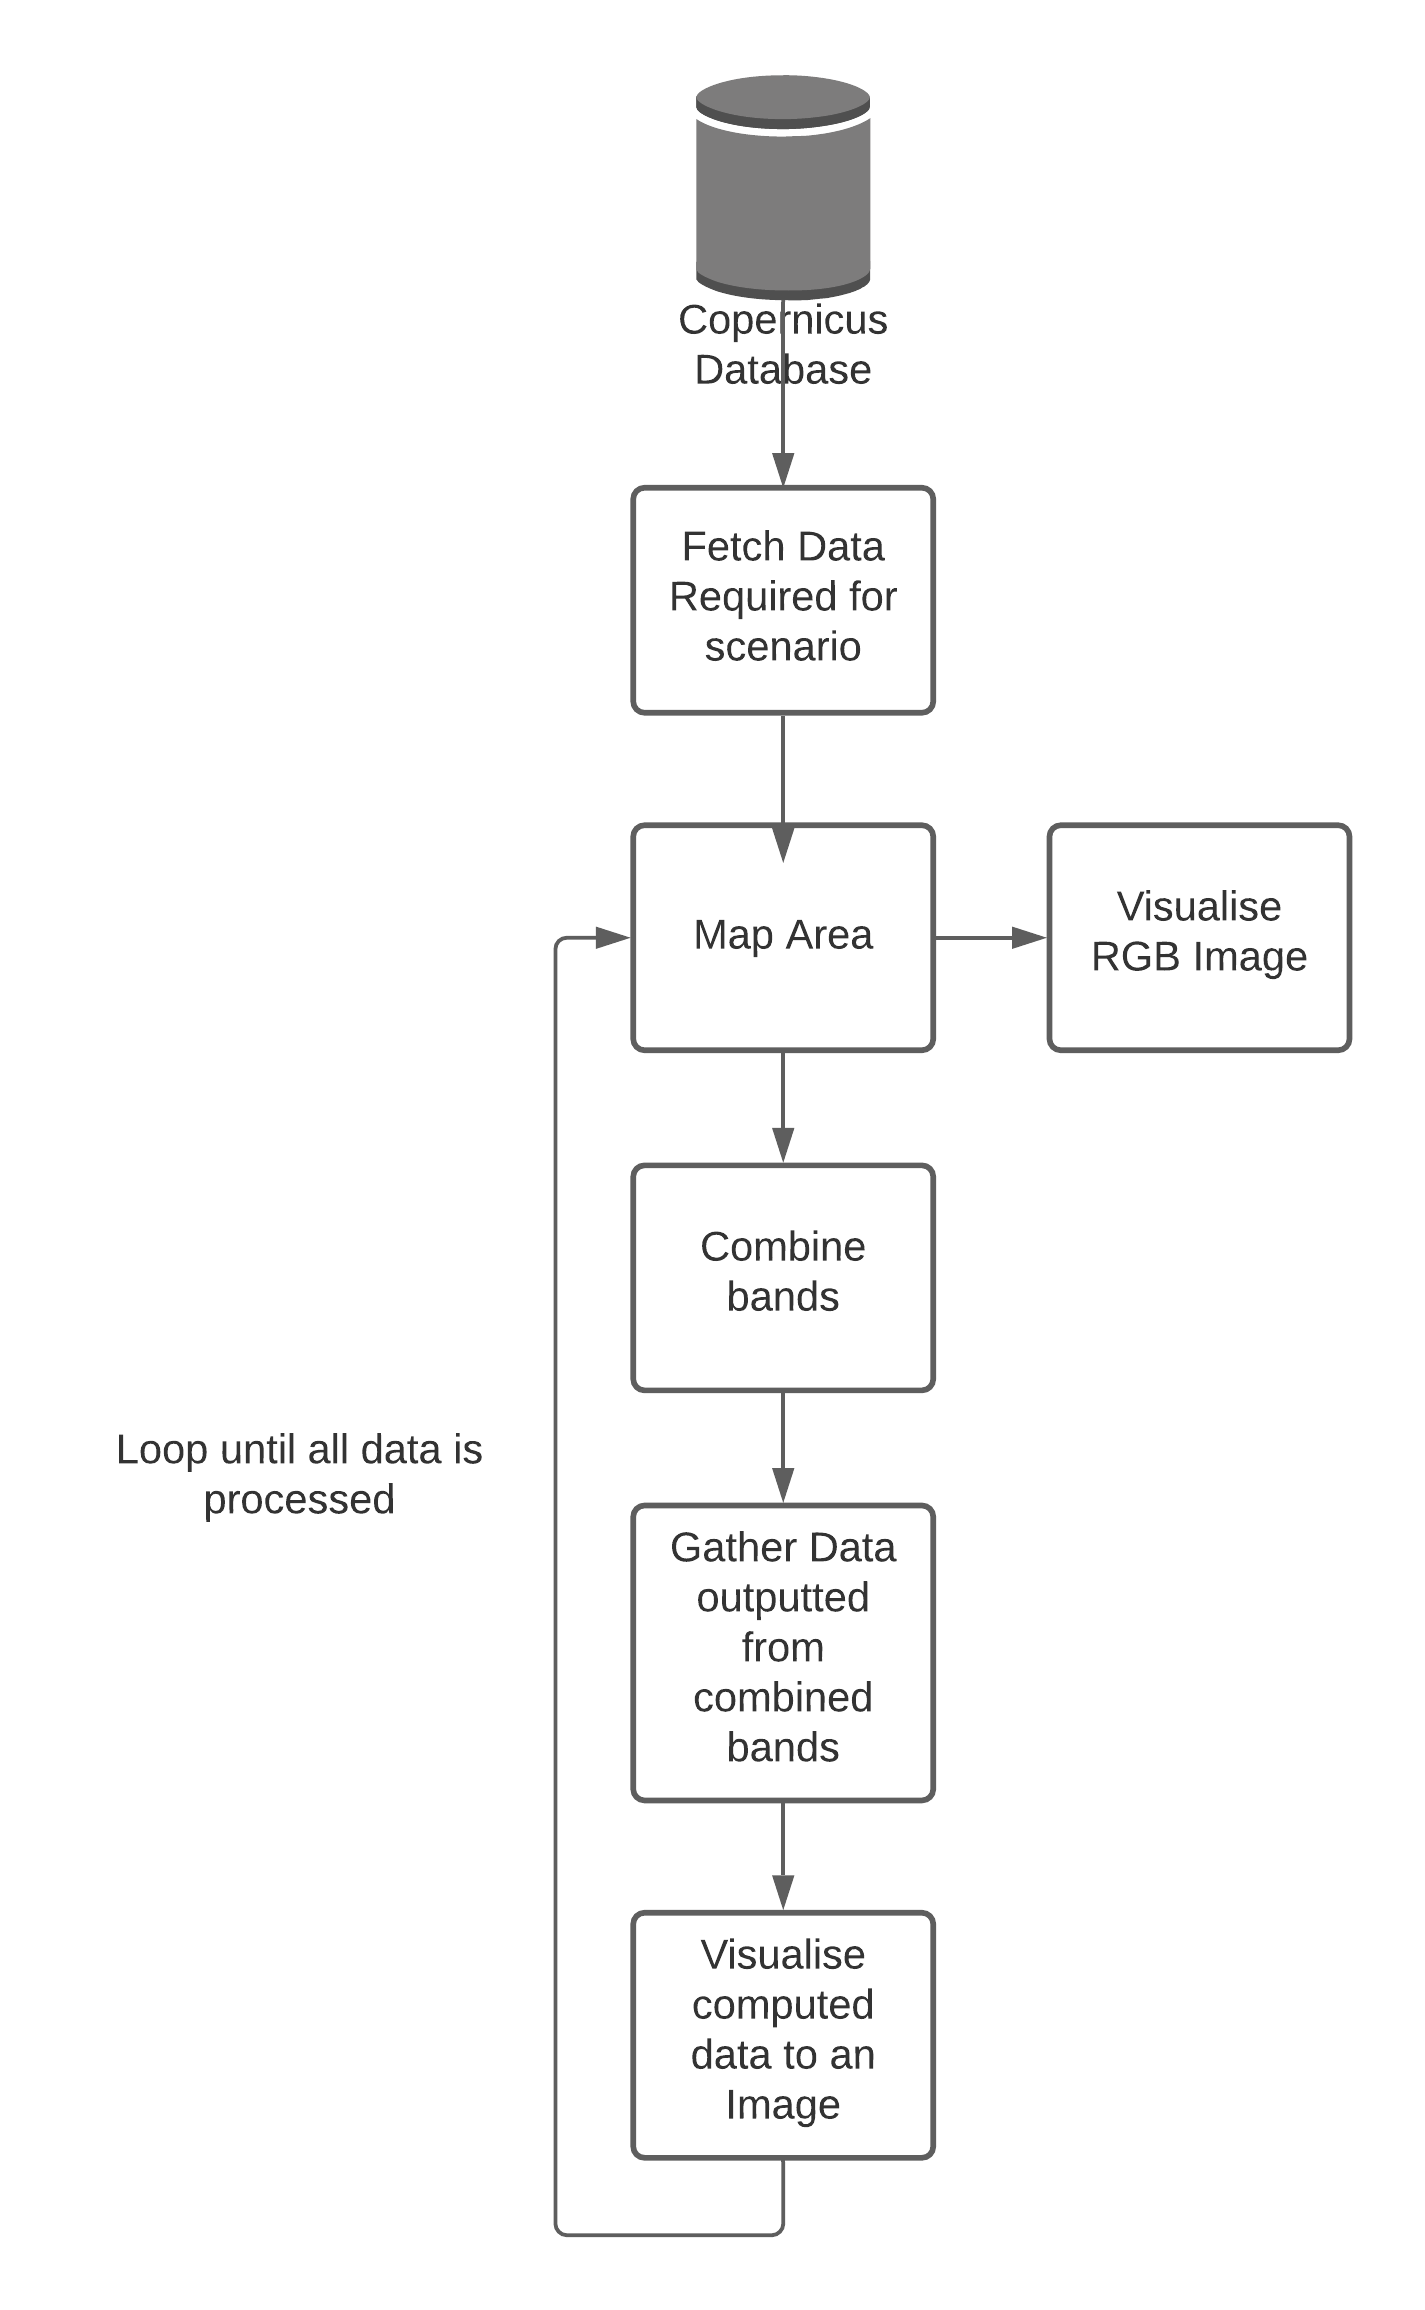 Copernicus
Database
Fetch Data
Required for
scenario
Map Area
Visualise
RGB Image
Combine
bands
Loop until all data is
processed
Gather Data
outputted
from
combined
bands
Visualise
computed
data to an
Image